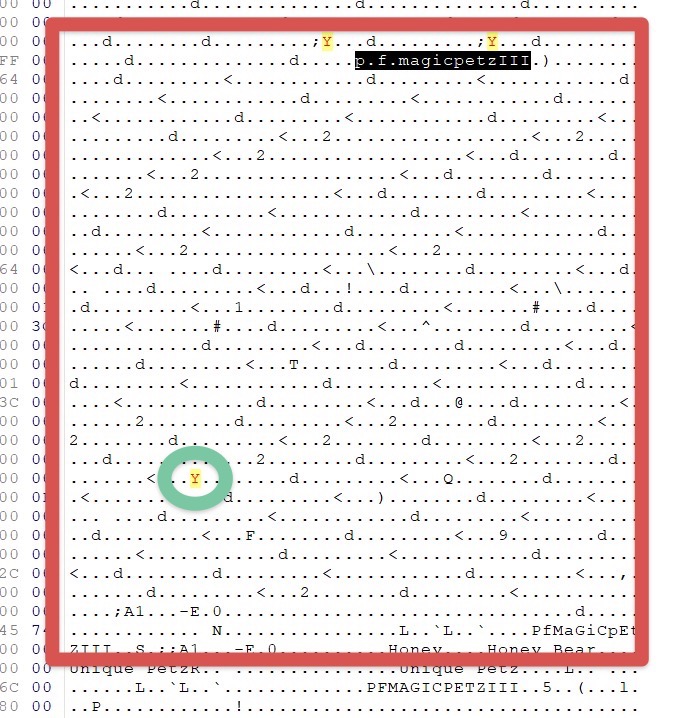 00 00 ............d................................d..............
00 00
00 00 ...d.........d..........;Y...d..........;Y...d.........
FF 00 .....d..............d.....p.f.magicpetzIII.)
64 00 ....d.........<............d.........<............d.
00 00 ........<............d............<............d.......
00 00 ..<............d.........<............d.........<...
00 00 .........d.........<...2..................<...2...
00 00 .............<...2..................<...d........d..
00 00 .......<...2..................<...d........d........
00 00 .<...2..................<...d........d.........<....
00 00 ........d.........<............d.........<..........
00 00 ..d.........<............d.........<............d...
00 00 ......<...2..................<...2..................
64 00 <...d... ....d.........<...\........d.........<...d.
00 00 .. ....d.........<...d...!....d.........<...\.......
00 01 .d.........<...1........d.........<.......#....d....
00 30 .....<.......#....d.........<...^........d.........<
00 00 ............d.........<...d........d.........<...d..
00 00 ......d.........<...T........d.........<...d........
01 00 d.........<............d.........<............d.....
3C 00 ....<............d.........<...d...@....d.........<.
00 00 ......2........d.........<...2........d.........<...
00 00 2........d.........<...2........d.........<...2.....
00 00 ...d.............2........d.........<...2........d..
00 00 .......<...Y........d.........<...Q........d........
00 01 .<............d.........<...)........d.........<....
00 00 ........d.........<............d.........<..........
00 00 ..d.........<...F........d.........<...9........d...
00 00 ......<............d.........<............d.........
2C 00 <...d........d.........<............d.........<...,.
00 00 .......d.........<...2........d.........<...........
00 00 ....;A1...-E.0................................d.....
45 74 .............N................L..`L..`....PfMaGiCpEt
00 00 ZIII..S.;;A1...-E.0..........Honey....Honey Bear....
00 00 Unique PetzR..................Unique Petz....L..
6C 00 ......L..`L..`.............PFMAGICPETZIII..5..(...l.
80 00 ..P............!....................................